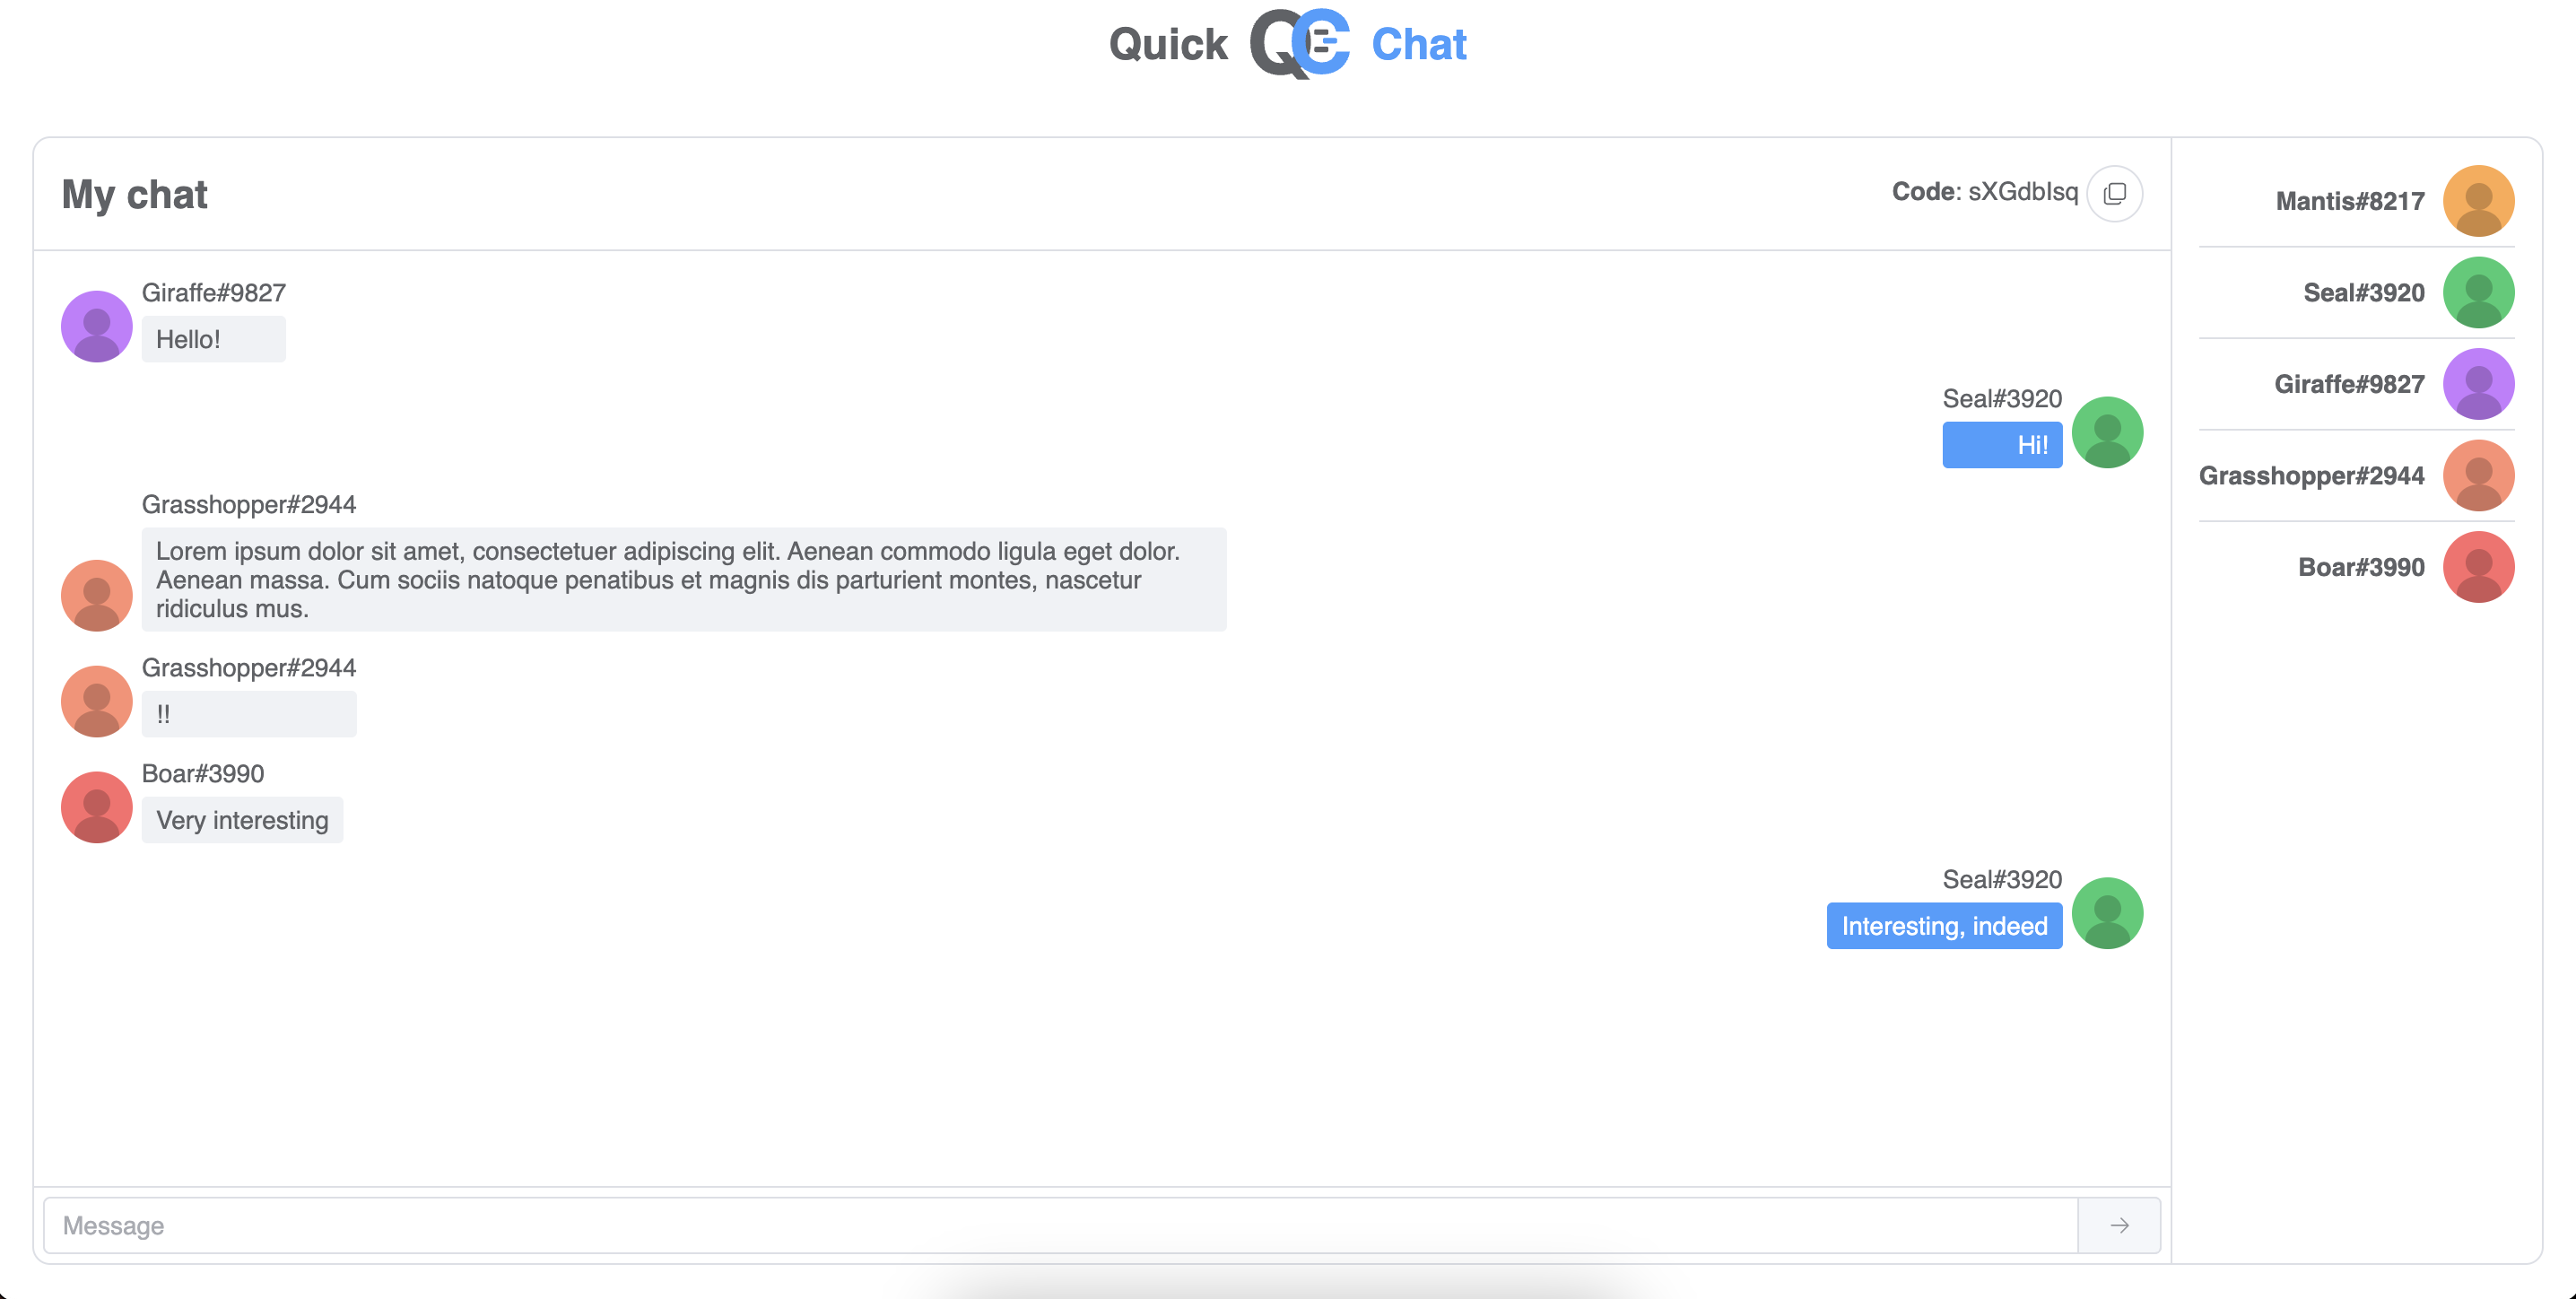 Quick QC Chat
My chat
Code: sXGdbIsq
Giraffe#9827
Hello!
Seal#3920
Hi!
Grasshopper#2944
Lorem ipsum dolor sit amet, consectetuer adipiscing elit. Aenean commodo ligula eget dolor.
Aenean massa. Cum sociis natoque penatibus et magnis dis parturient montes, nascetur
ridiculus mus.
Grasshopper#2944
!!
Boar#3990
Very interesting
Seal#3920
Interesting, indeed
Message
Mantis#8217
Seal#3920
Giraffe#9827
Grasshopper#2944
Boar#3990